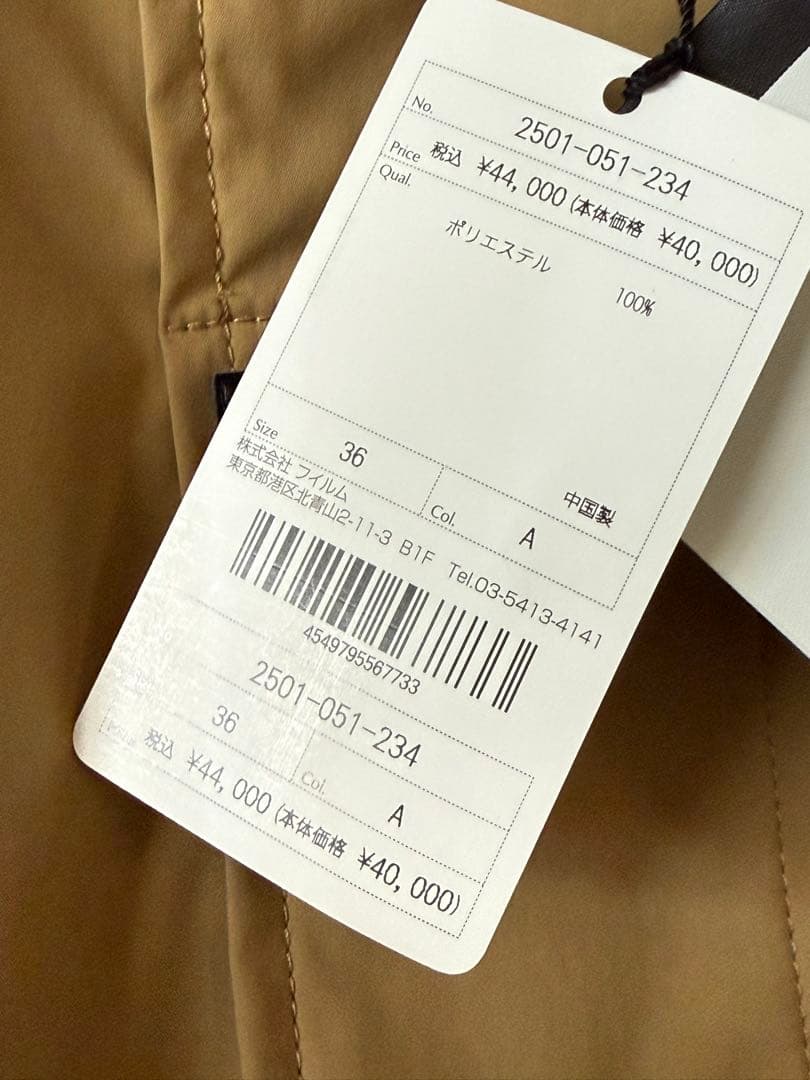 No. 2501-051-234
Price 税込 ¥44,000(本体価格 ¥40,000)
Qual.
ポリエステル 100%
中国製
Size 36 Col. A
株式会社 フイルム
東京都港区北青山2-11-3 B1F Tel.03-5413-4141
4549795567733
2501-051-234
36 Col. A
税込 ¥44,000(本体価格 ¥40,000)